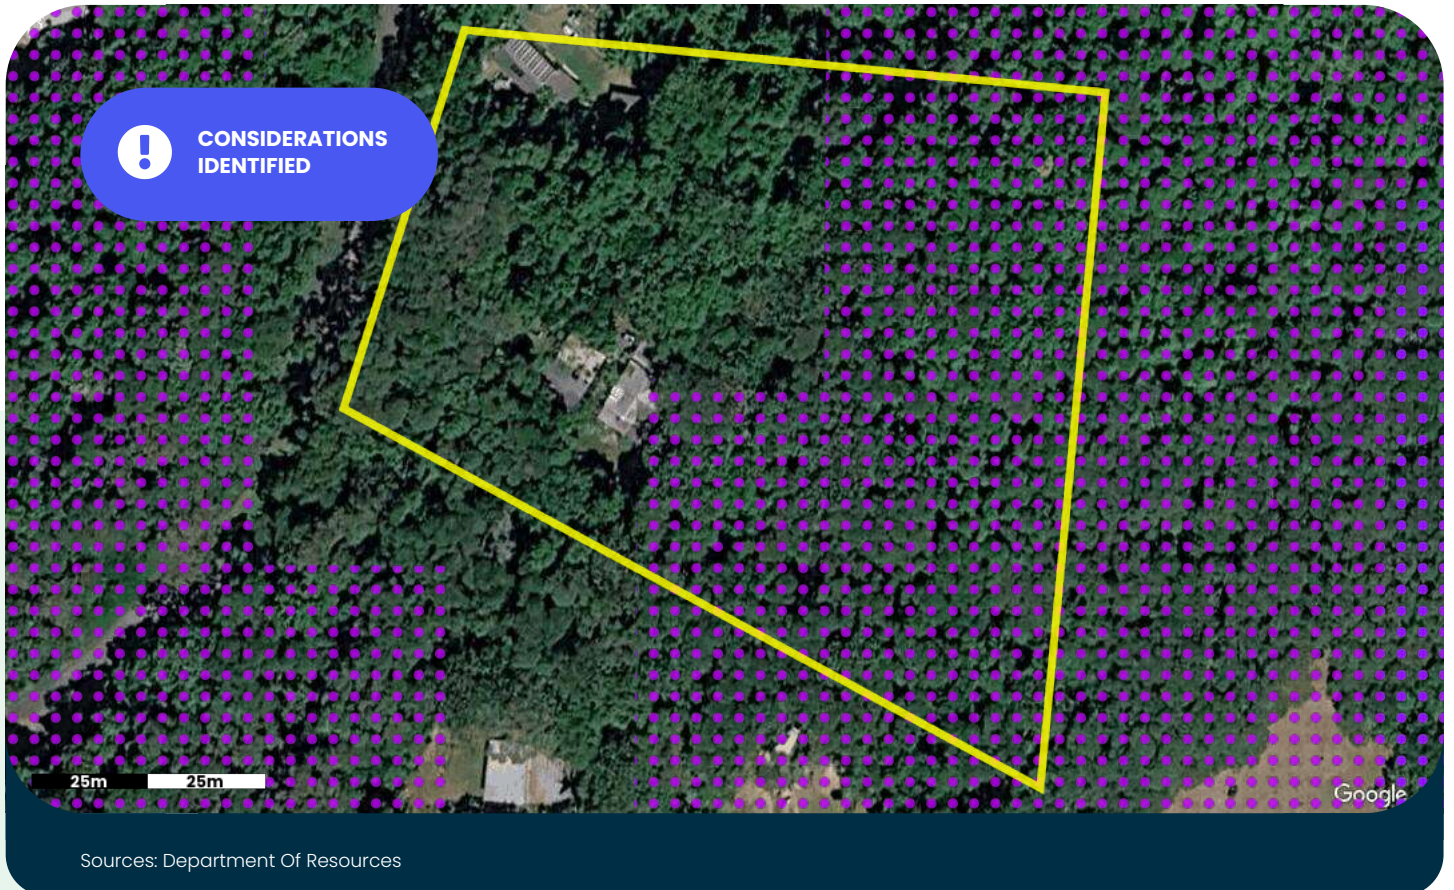 CONSIDERATIONS
IDENTIFIED
25m 25m
Google
Sources: Department Of Resources